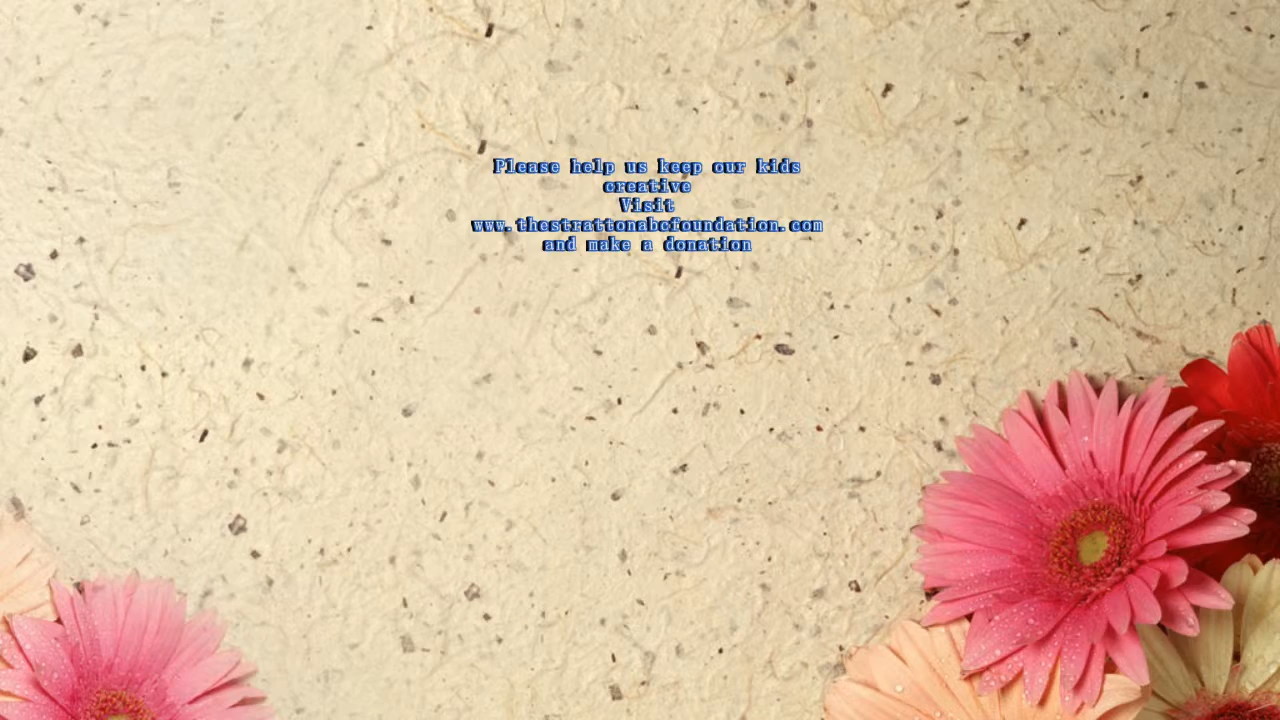 Please help us keep our kids
creative
Visit
www.thestrattonabcfoundation.com
and make a donation